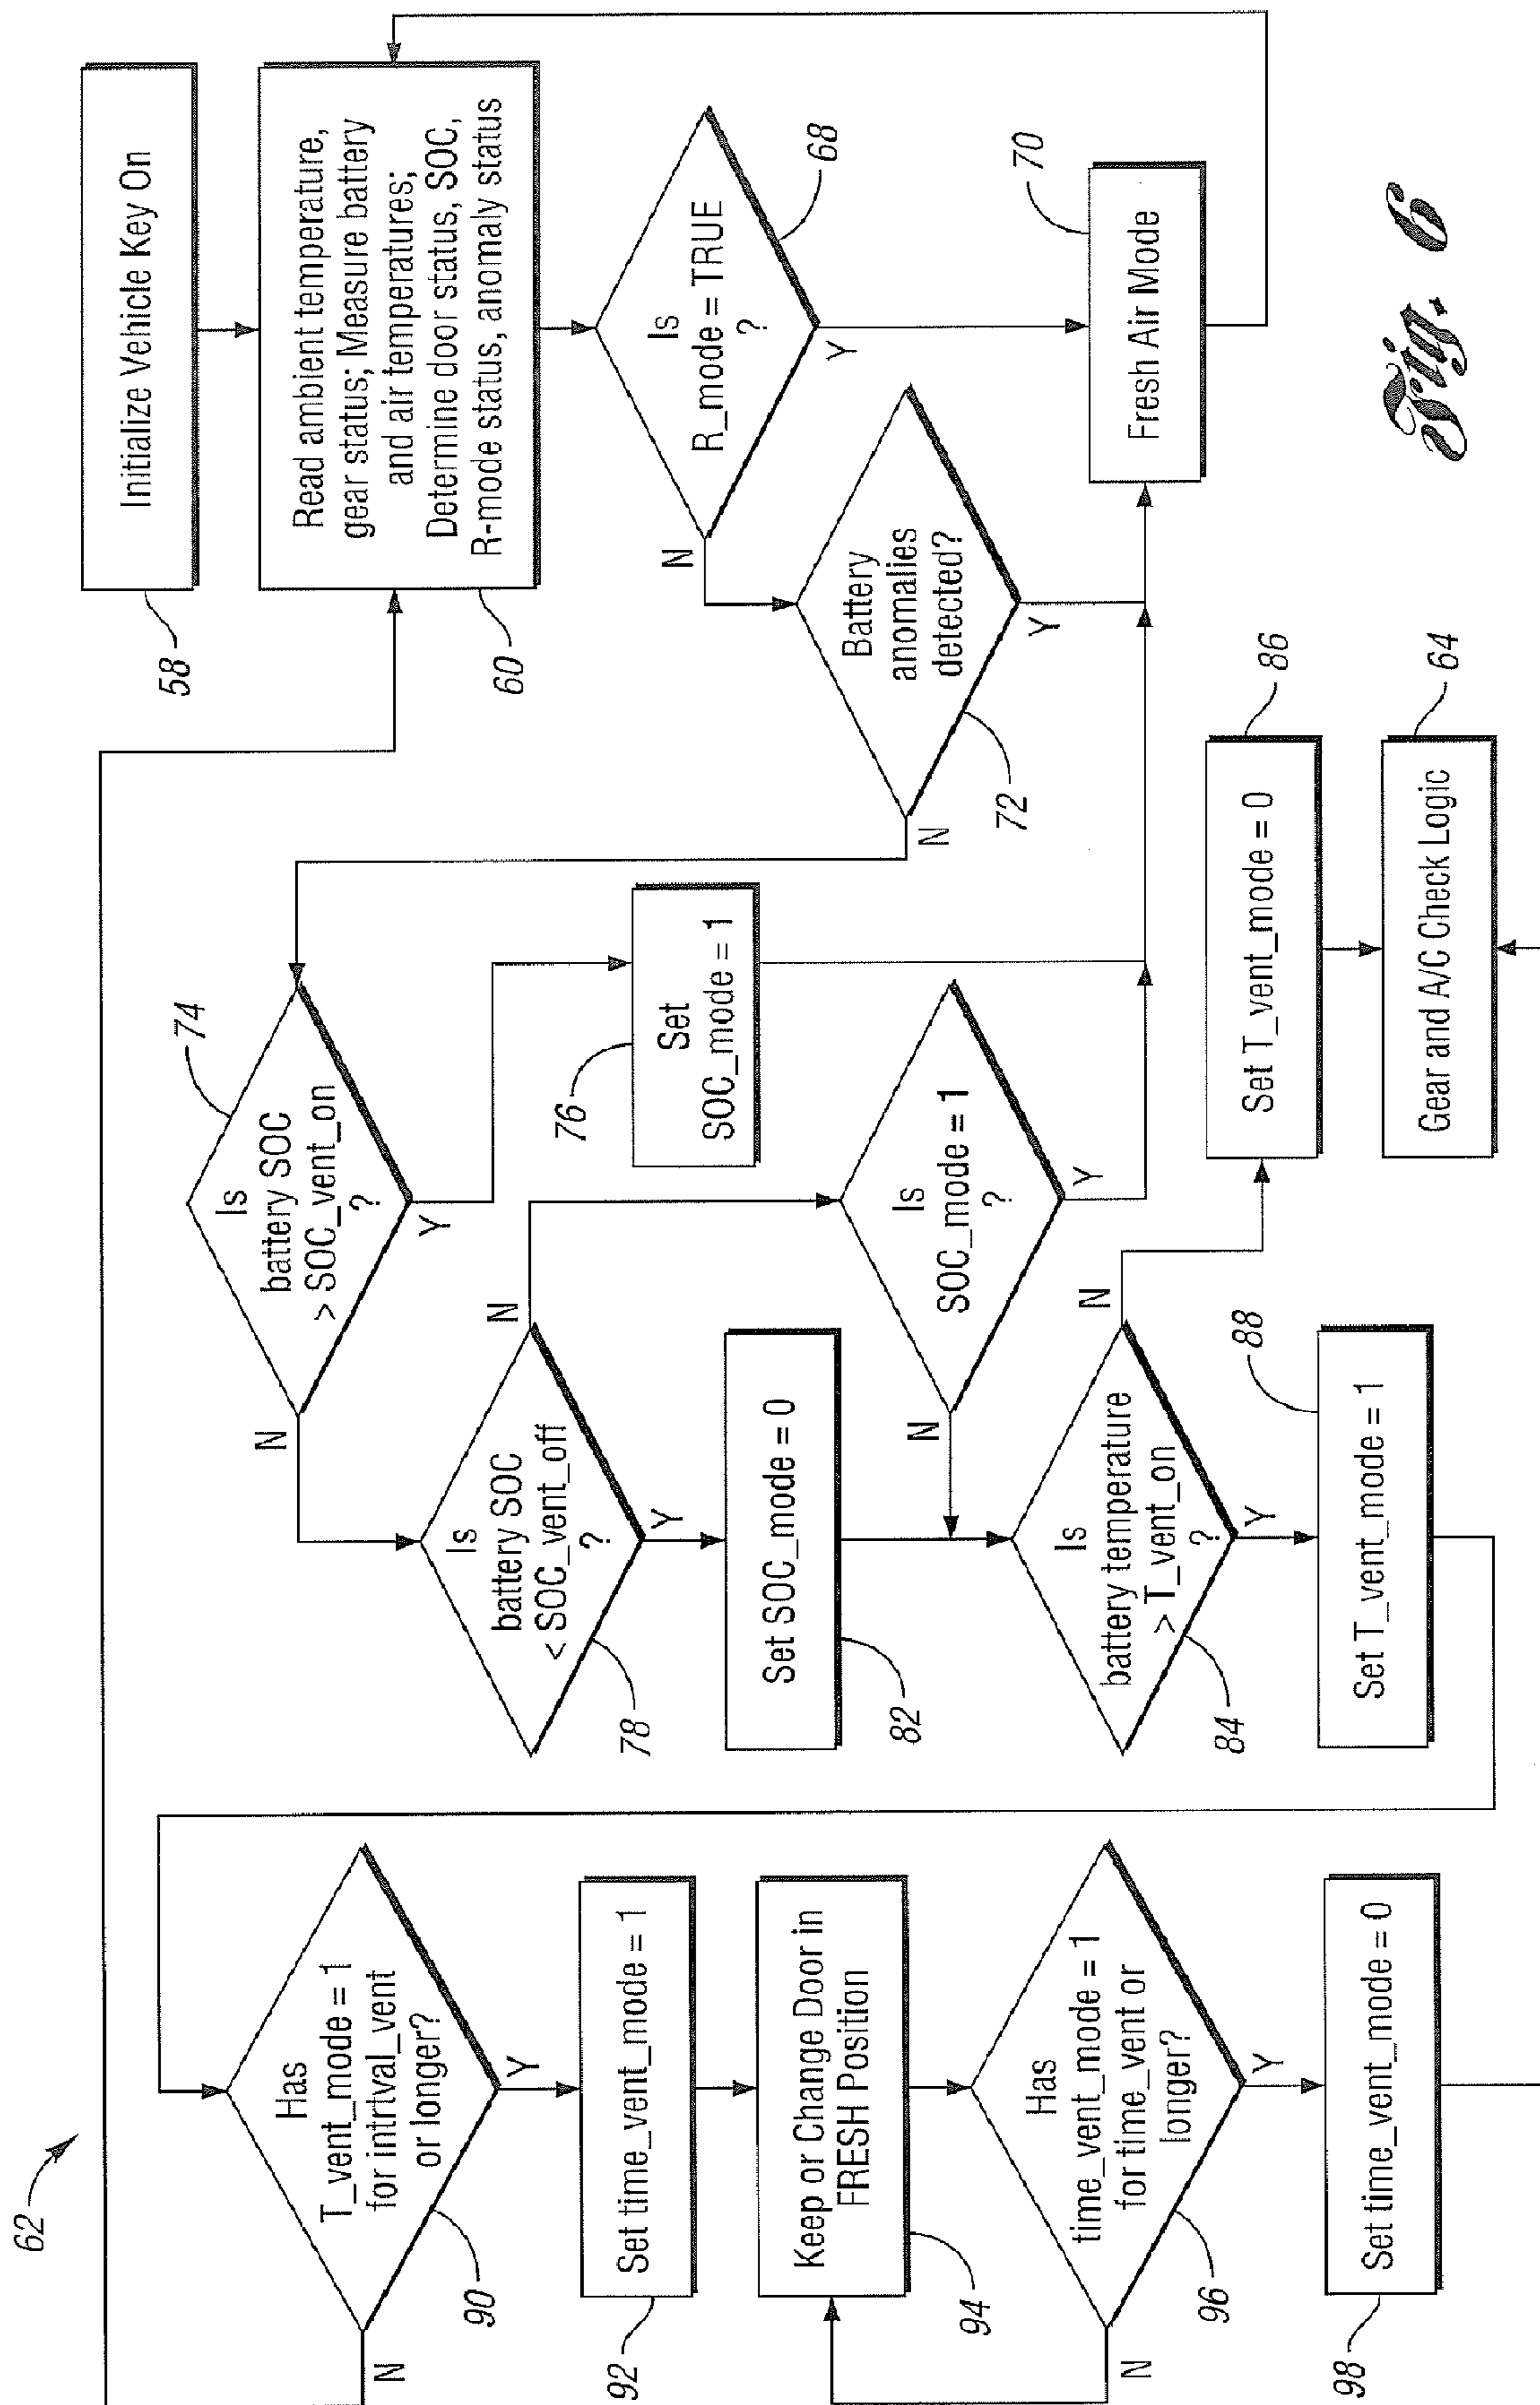 62
Initialize Vehicle Key On
58
Read ambient temperature,
gear status; Measure battery
and air temperatures;
Determine door status, SOC,
R-mode status, anomaly status
60
Is
R_mode = TRUE
?
68
N
Y
Battery
anomalies
detected?
72
N
Y
Fresh Air Mode
70
Is
battery SOC
> SOC_vent_on
?
74
N
Y
Set
SOC_mode = 1
76
Is
battery SOC
< SOC_vent_off
?
78
N
Y
Is
SOC_mode = 1
?
N
Y
Set SOC_mode = 0
82
Is
battery temperature
> T_vent_on
?
84
N
Y
Set T_vent_mode = 0
86
Gear and A/C Check Logic
64
Set T_vent_mode = 1
88
Has
T_vent_mode = 1
for intrtval_vent
or longer?
90
N
Y
Set time_vent_mode = 1
92
Keep or Change Door in
FRESH Position
94
Has
time_vent_mode = 1
for time_vent or
longer?
96
N
Y
Set time_vent_mode = 0
98
Fig. 6